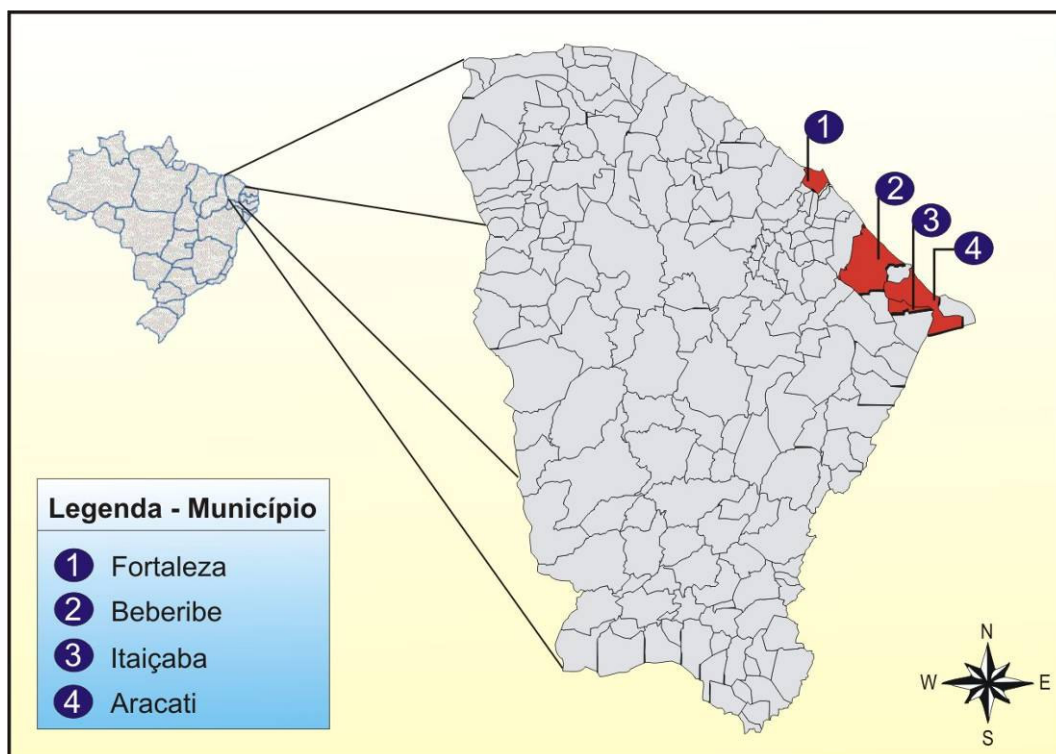 1
2
3
4
Legenda - Município
1 Fortaleza
2 Beberibe
3 Itaiçaba
4 Aracati
N
W E
S